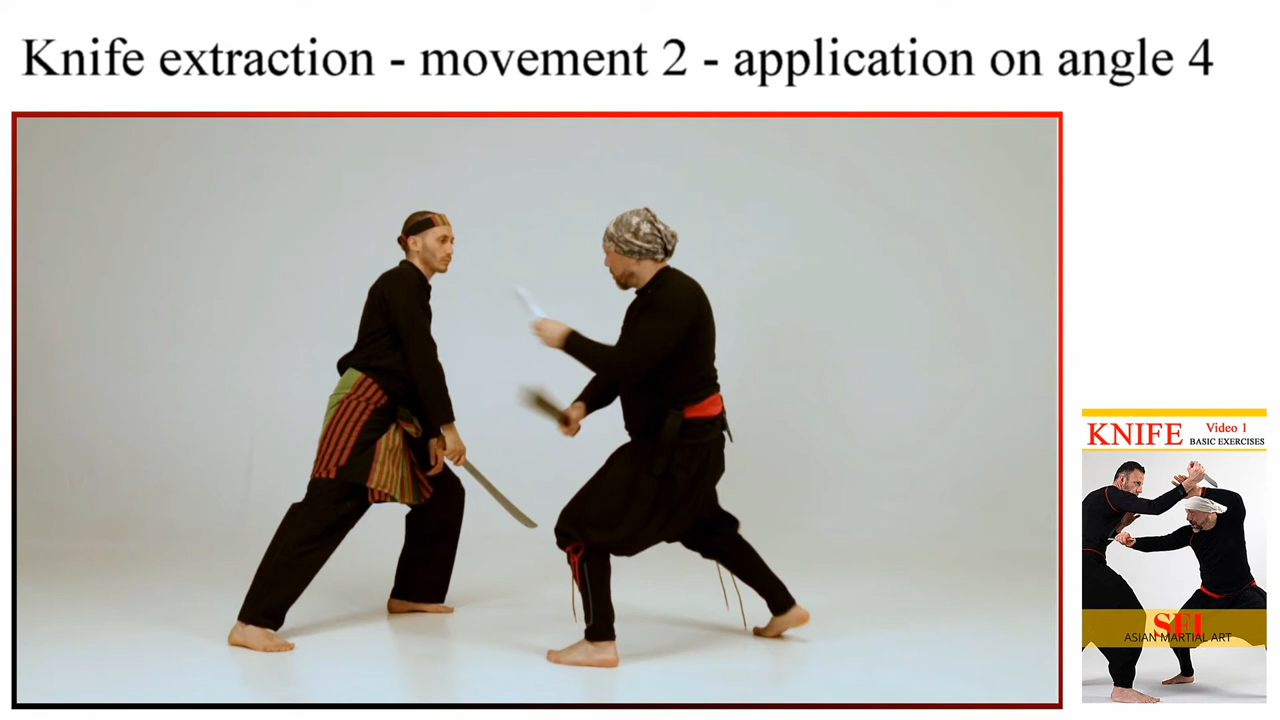 Knife extraction - movement 2 - application on angle 4
KNIFE
Video 1
BASIC EXERCISES
SFI
ASIAN MARTIAL ART